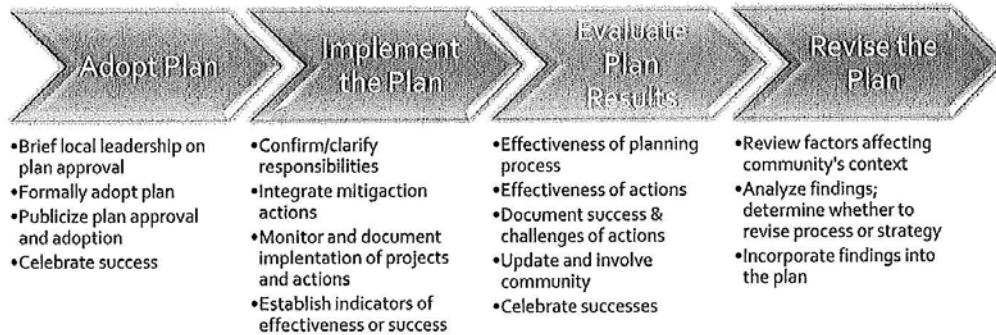 Adopt Plan
•Brief local leadership on
plan approval
•Formally adopt plan
•Publicize plan approval
and adoption
•Celebrate success
Implement
the Plan
•Confirm/clarify
responsibilities
•Integrate mitigaction
actions
•Monitor and document
implentation of projects
and actions
•Establish indicators of
effectiveness or success
Evaluate
Plan
Results
•Effectiveness of planning
process
•Effectiveness of actions
•Document success &
challenges of actions
•Update and involve
community
•Celebrate successes
Revise the
Plan
•Review factors affecting
community's context
•Analyze findings;
determine whether to
revise process or strategy
•Incorporate findings into
the plan